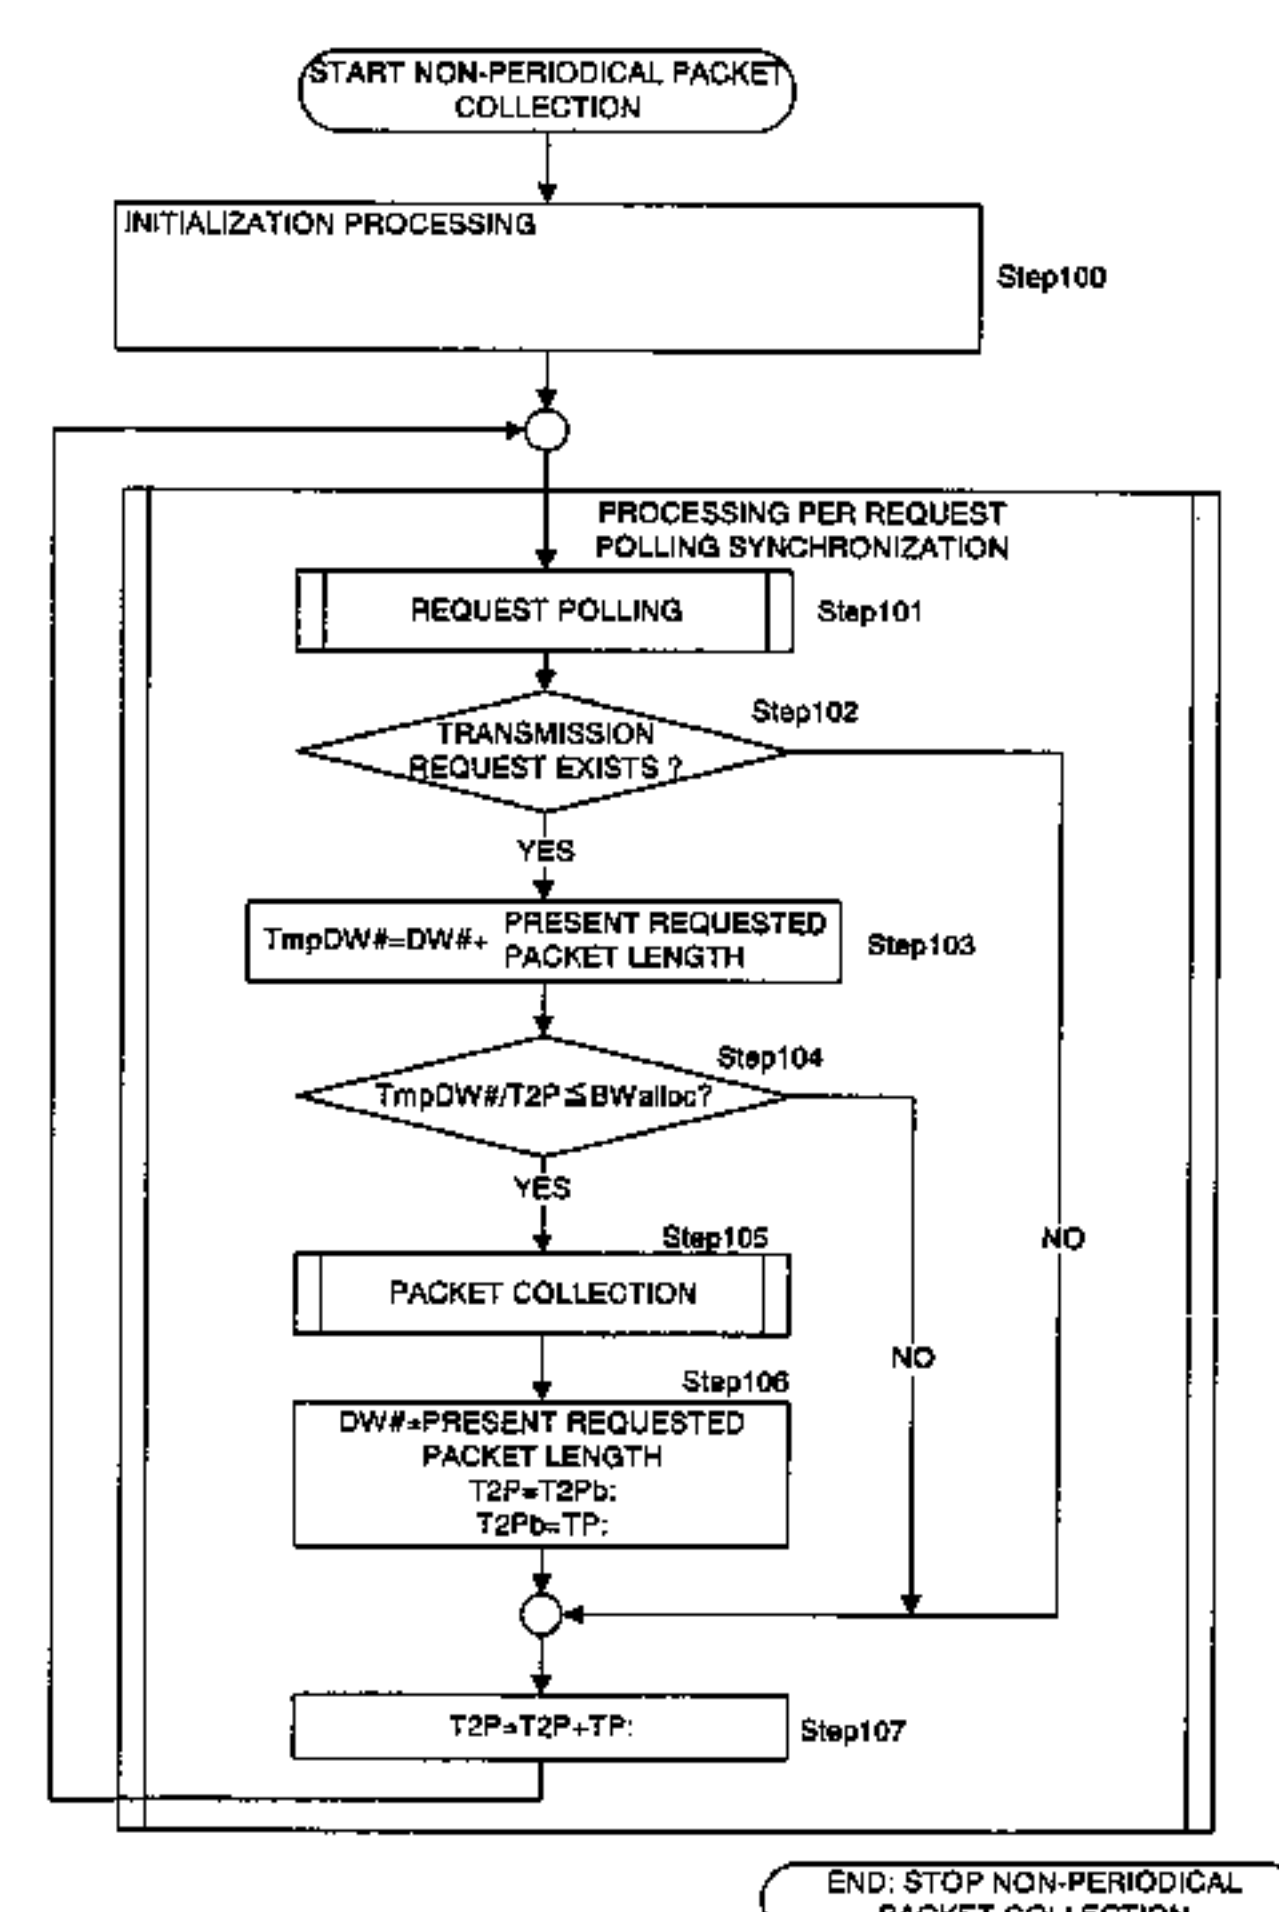 START NON-PERIODICAL PACKET
COLLECTION
INITIALIZATION PROCESSING
Step100
PROCESSING PER REQUEST
POLLING SYNCHRONIZATION
REQUEST POLLING
Step101
Step102
TRANSMISSION
REQUEST EXISTS ?
YES
TmpDW#=DW#+
PRESENT REQUESTED
PACKET LENGTH
Step103
Step104
TmpDW#/T2P≦BWalloc?
YES
Step105
NO
PACKET COLLECTION
NO
Step106
DW#=PRESENT REQUESTED
PACKET LENGTH
T2P=T2Pb;
T2Pb=TP;
T2P=T2P+TP;
Step107
END: STOP NON-PERIODICAL
PACKET COLLECTION